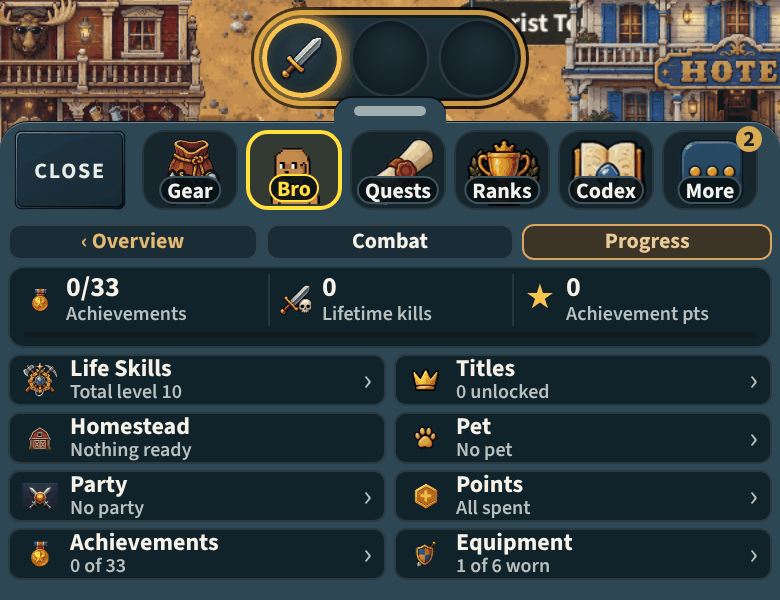 rist To
HOTE
CLOSE
Gear
Bro
Quests
Ranks
Codex
More
2
‹ Overview
Combat
Progress
0/33
Achievements
0
Lifetime kills
0
Achievement pts
Life Skills
Total level 10
›
Titles
0 unlocked
›
Homestead
Nothing ready
Pet
No pet
›
Party
No party
›
Points
All spent
›
Achievements
0 of 33
›
Equipment
1 of 6 worn
›